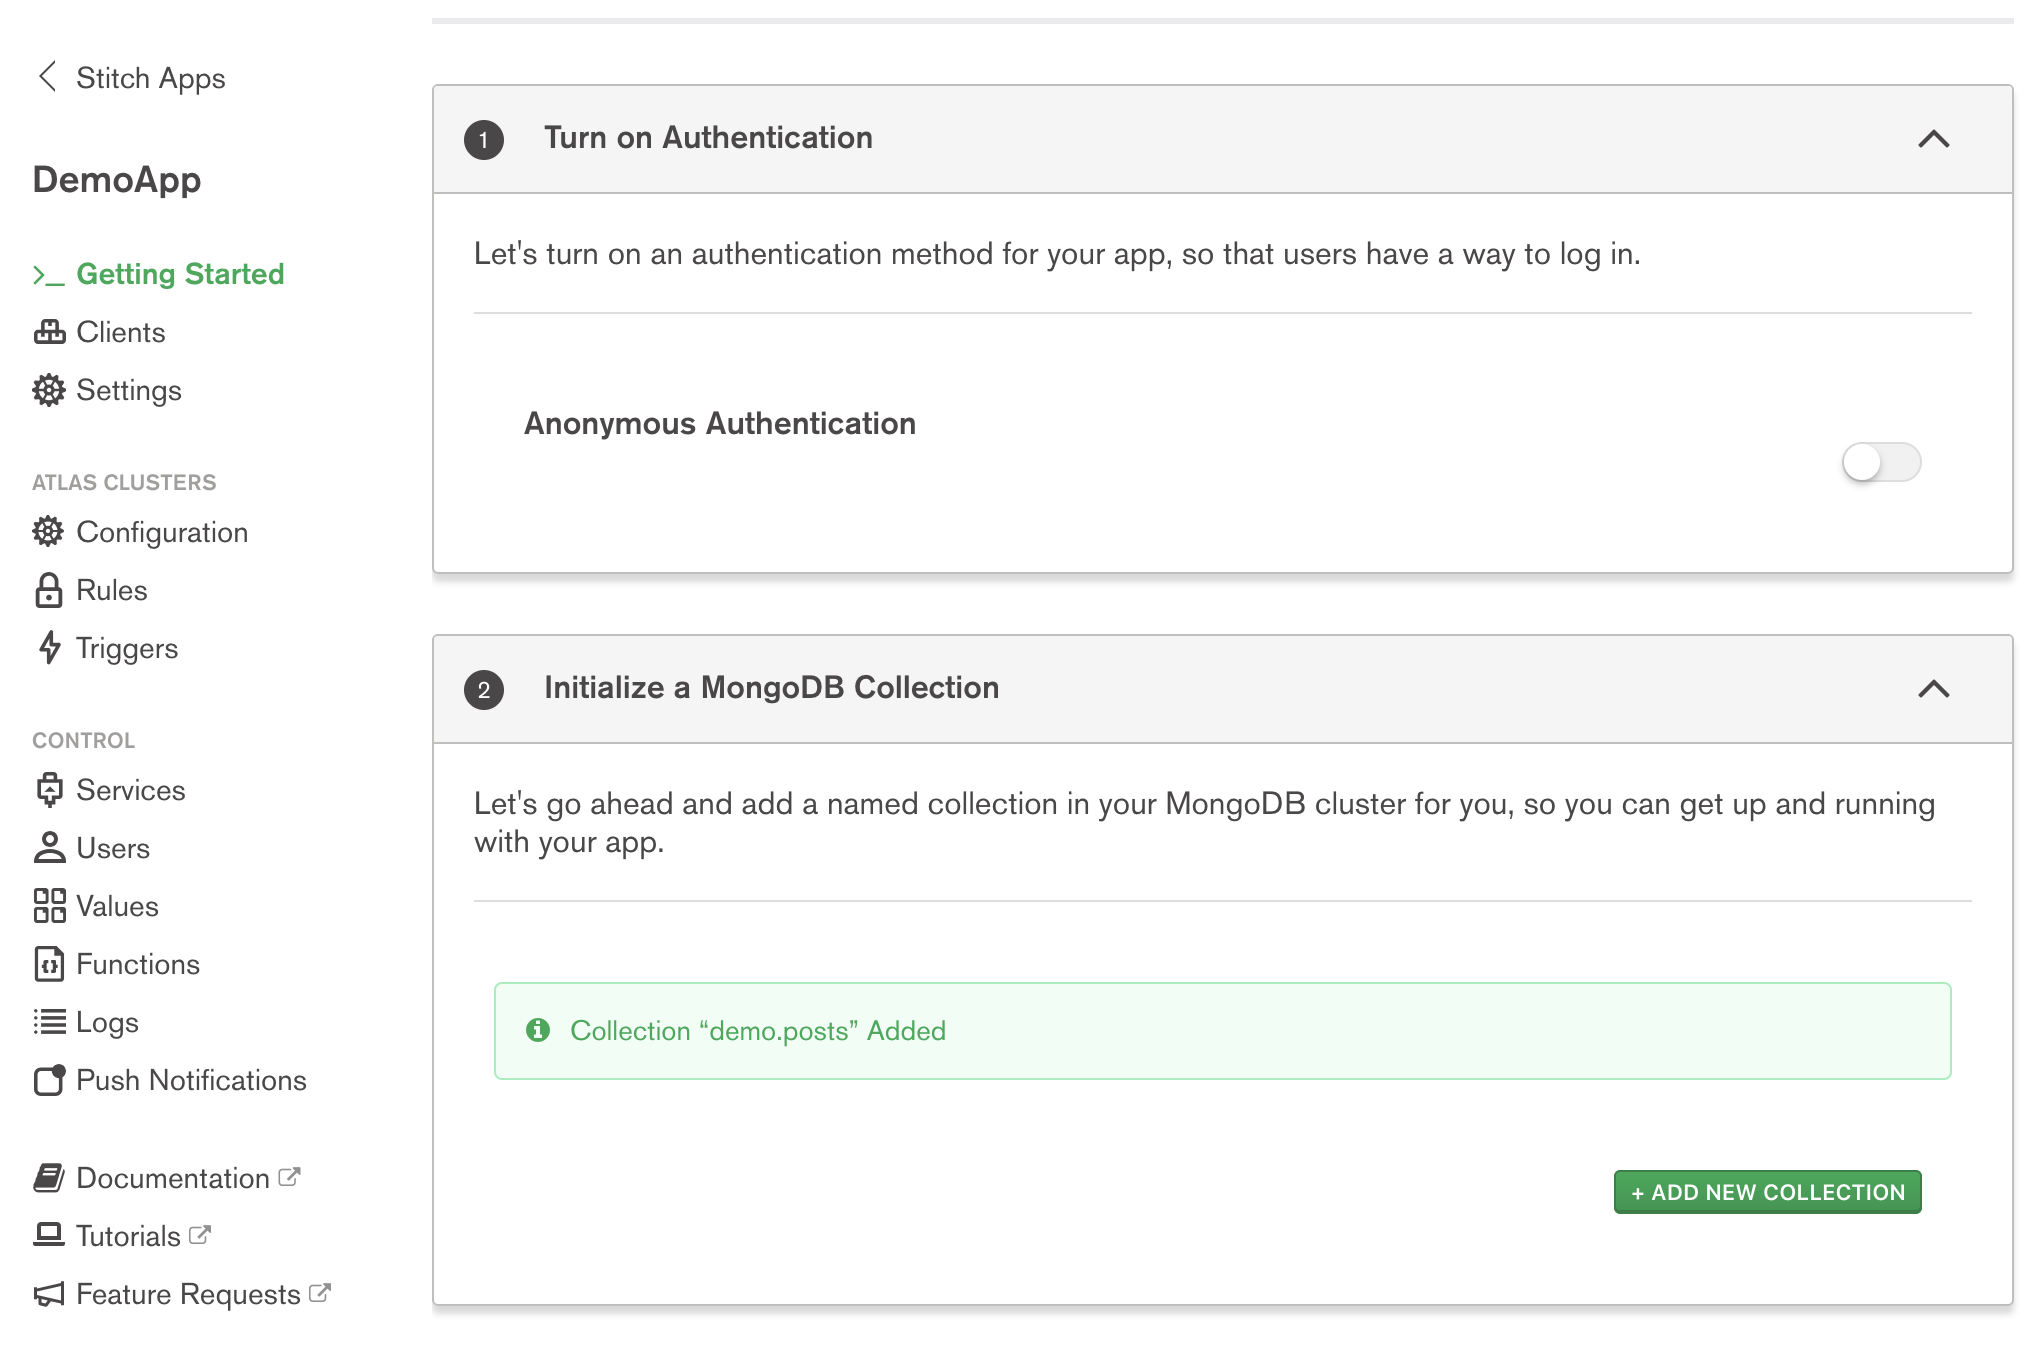 Stitch Apps
DemoApp
>_ Getting Started
Clients
Settings
ATLAS CLUSTERS
Configuration
Rules
Triggers
CONTROL
Services
Users
Values
Functions
Logs
Push Notifications
Documentation
Tutorials
Feature Requests
1 Turn on Authentication
Let's turn on an authentication method for your app, so that users have a way to log in.
Anonymous Authentication
2 Initialize a MongoDB Collection
Let's go ahead and add a named collection in your MongoDB cluster for you, so you can get up and running
with your app.
Collection “demo.posts” Added
+ ADD NEW COLLECTION